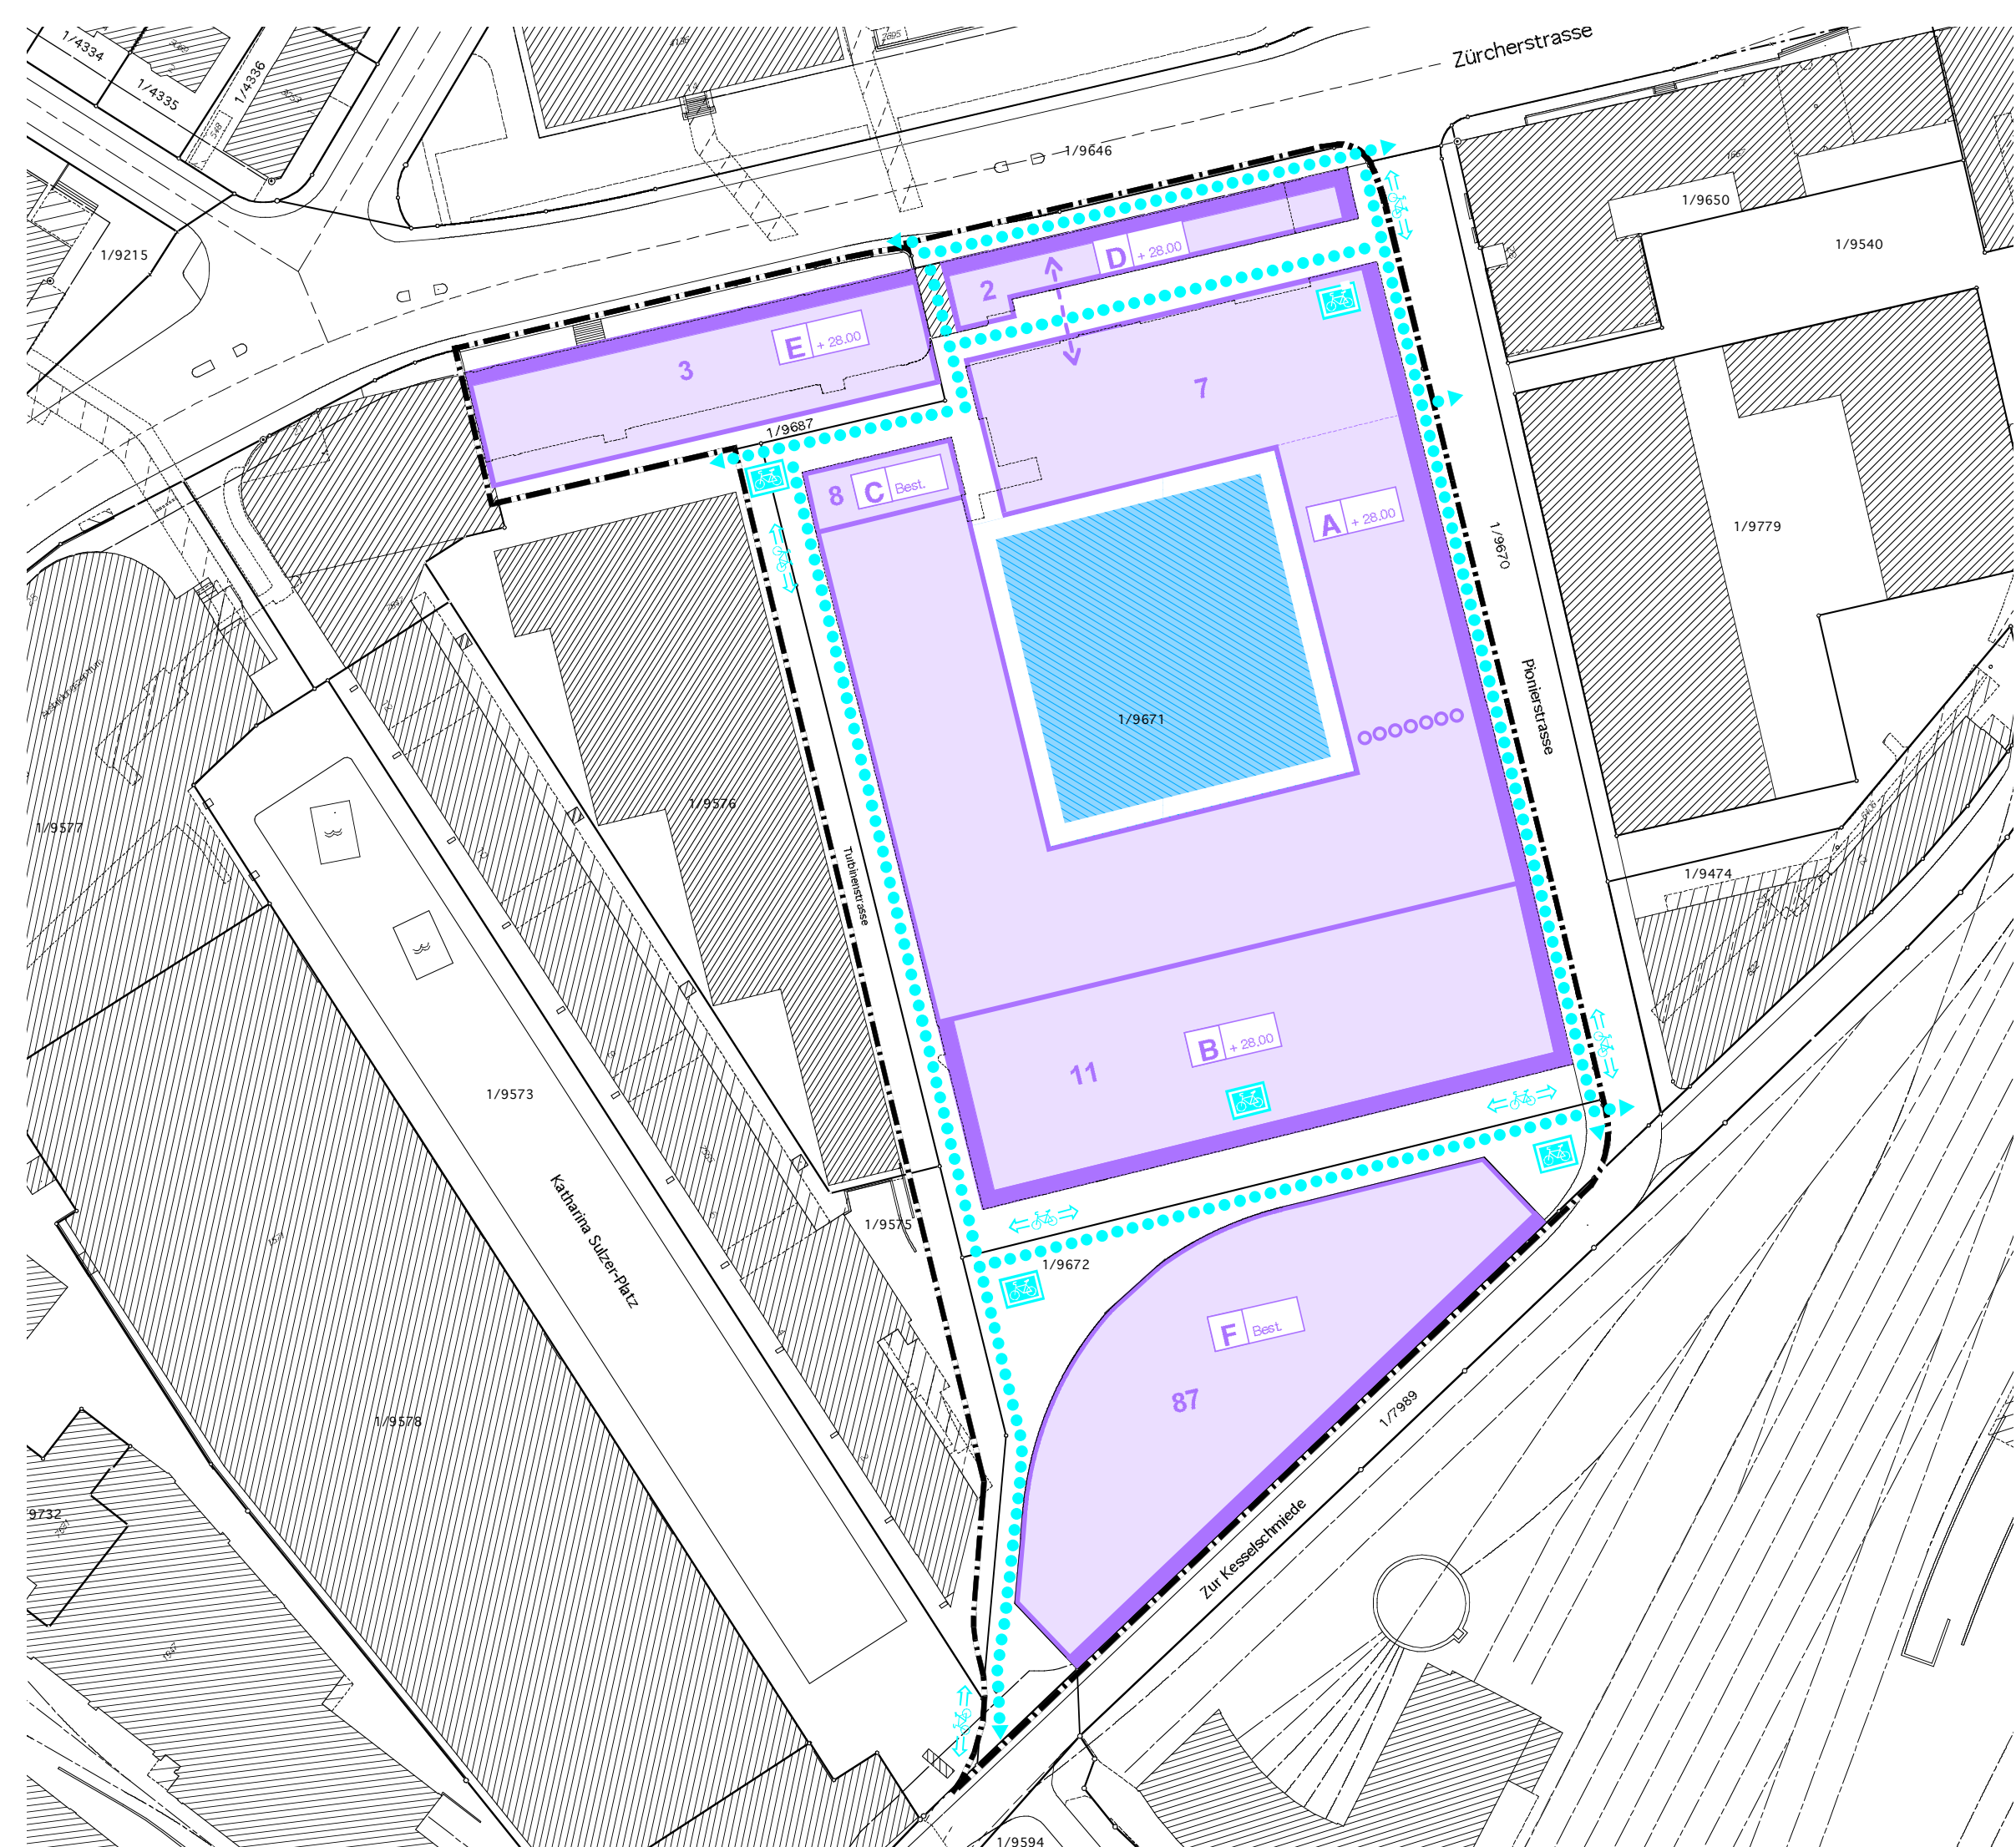 Zürcherstrasse
1/4334
1/4335
1/4336
4136
2895
1/9646
1/9650
1/9540
1/9215
2
D
+ 28.00
3
E
+ 28.00
7
1/9687
8
C
Best.
A
+ 28.00
1/9670
1/9779
Pionierstrasse
1/9671
1/9576
1/9577
Turbinenstrasse
1/9474
B
+ 28.00
11
1/9573
Katharina Sulzer-Platz
1/9575
1/9672
F
Best.
87
1/9578
1/7989
Zur Kesselschmiede
9732
1/9594